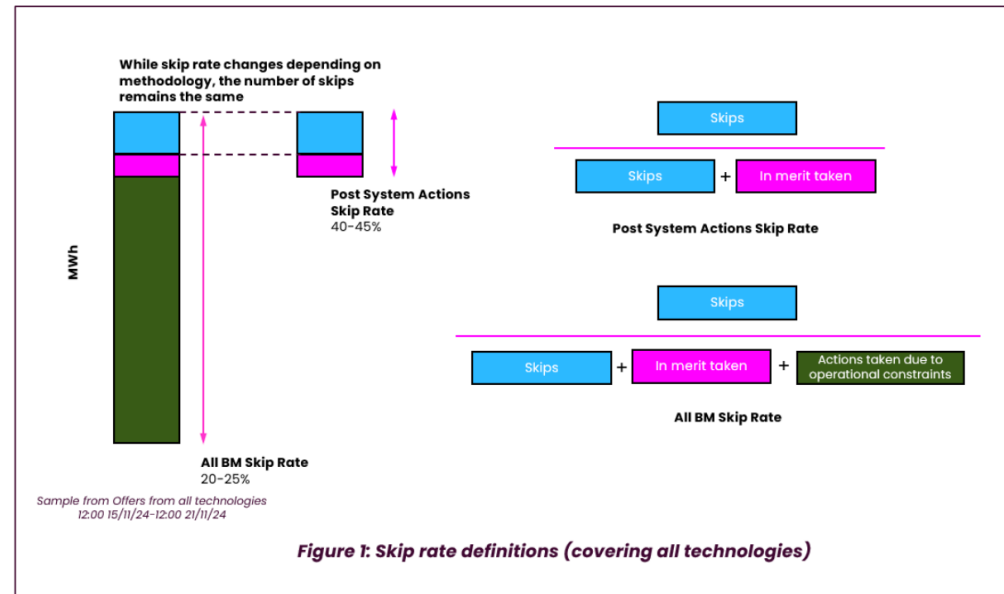 While skip rate changes depending on
methodology, the number of skips
remains the same
Post System Actions
Skip Rate
40-45%
MWh
All BM Skip Rate
20-25%
Sample from Offers from all technologies
12:00 15/11/24-12:00 21/11/24
Skips
Skips + In merit taken
Post System Actions Skip Rate
Skips
Skips + In merit taken + Actions taken due to
operational constraints
All BM Skip Rate
Figure 1: Skip rate definitions (covering all technologies)